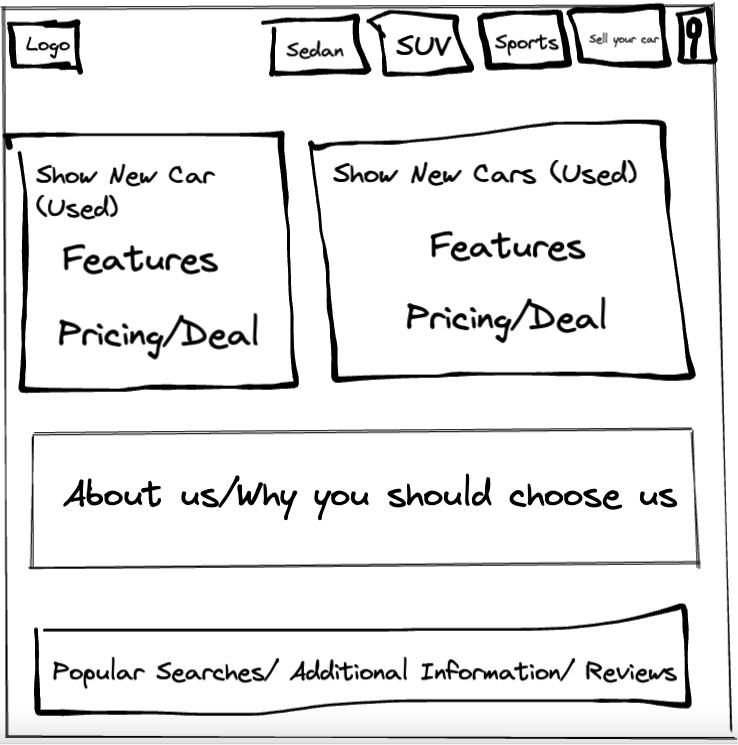 Logo
Sedan
SUV
Sports
Sell your car
Show New Car
(Used)
Features
Pricing/Deal
Show New Cars (Used)
Features
Pricing/Deal
About us/Why you should choose us
Popular Searches/ Additional Information/ Reviews